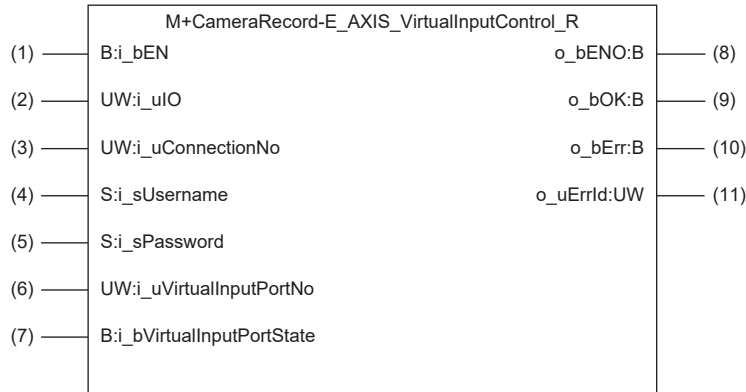 M+CameraRecord-E_AXIS_VirtualInputControl_R
(1) B:i_bEN o_bENO:B (8)
(2) UW:i_uIO o_bOK:B (9)
(3) UW:i_uConnectionNo o_bErr:B (10)
(4) S:i_sUsername o_uErrId:UW (11)
(5) S:i_sPassword
(6) UW:i_uVirtualInputPortNo
(7) B:i_bVirtualInputPortState